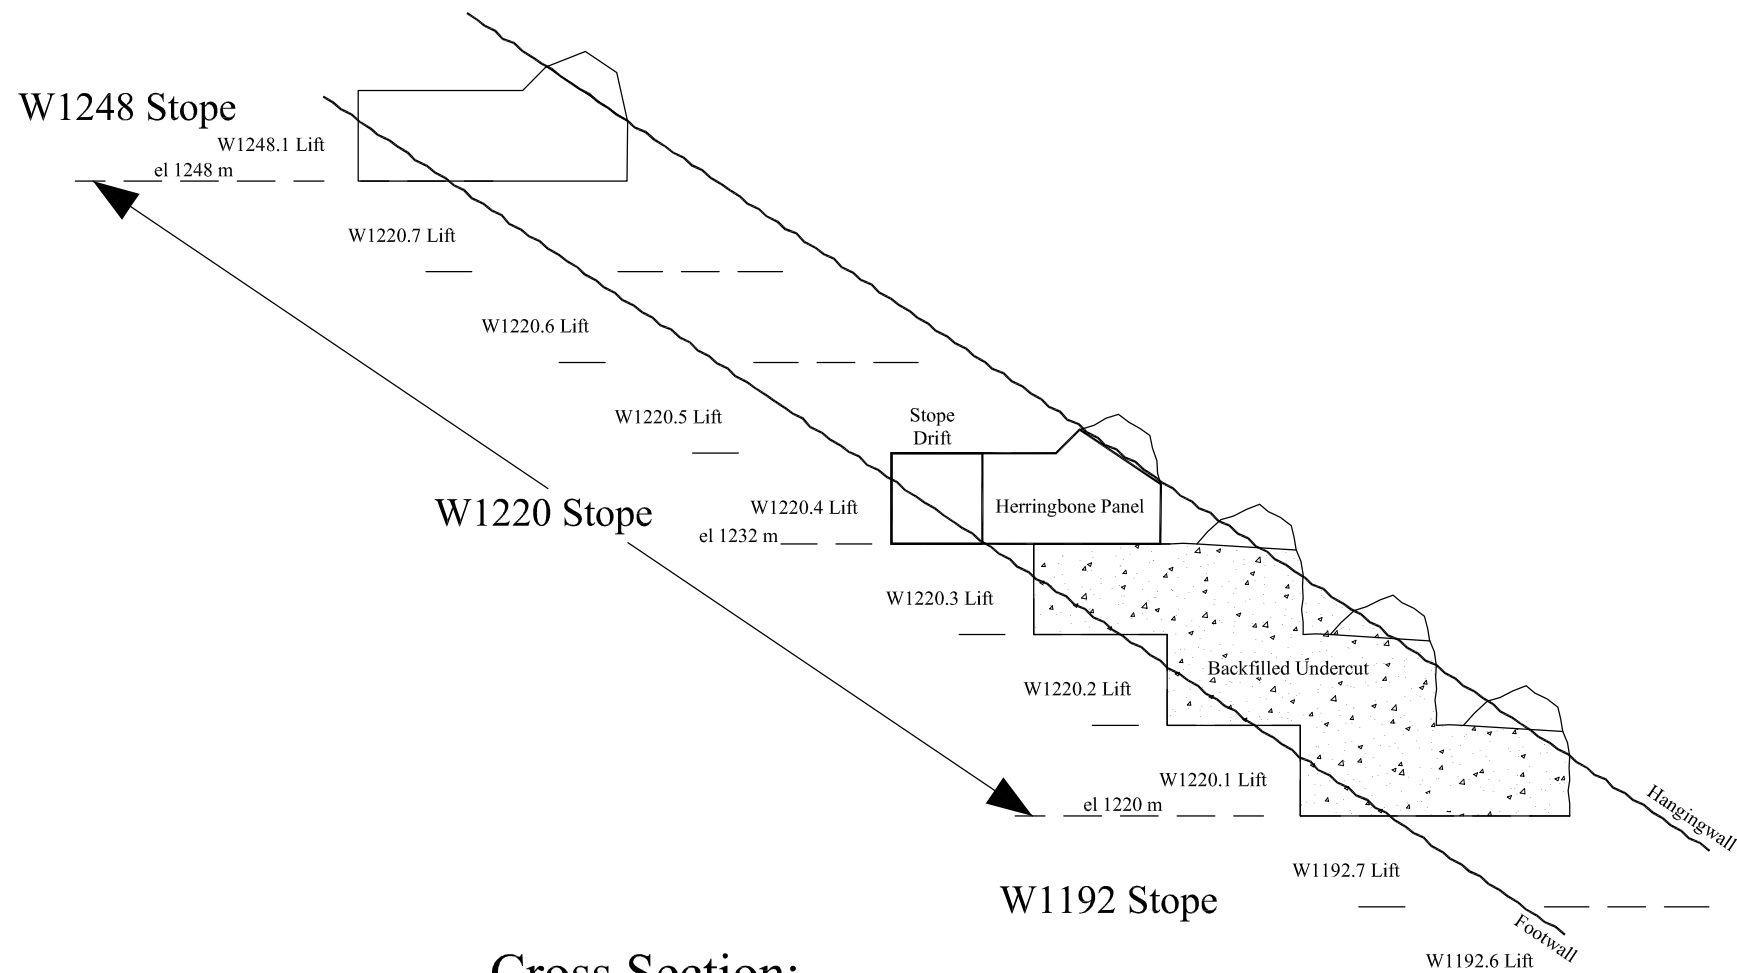 W1248 Stope
W1248.1 Lift
el 1248 m
W1220.7 Lift
W1220.6 Lift
W1220.5 Lift
Stope
Drift
W1220.4 Lift
Herringbone Panel
W1220 Stope
el 1232 m
W1220.3 Lift
Backfilled Undercut
W1220.2 Lift
W1220.1 Lift
el 1220 m
Hangingwall
W1192.7 Lift
W1192 Stope
Footwall
W1192.6 Lift
Cross Section: